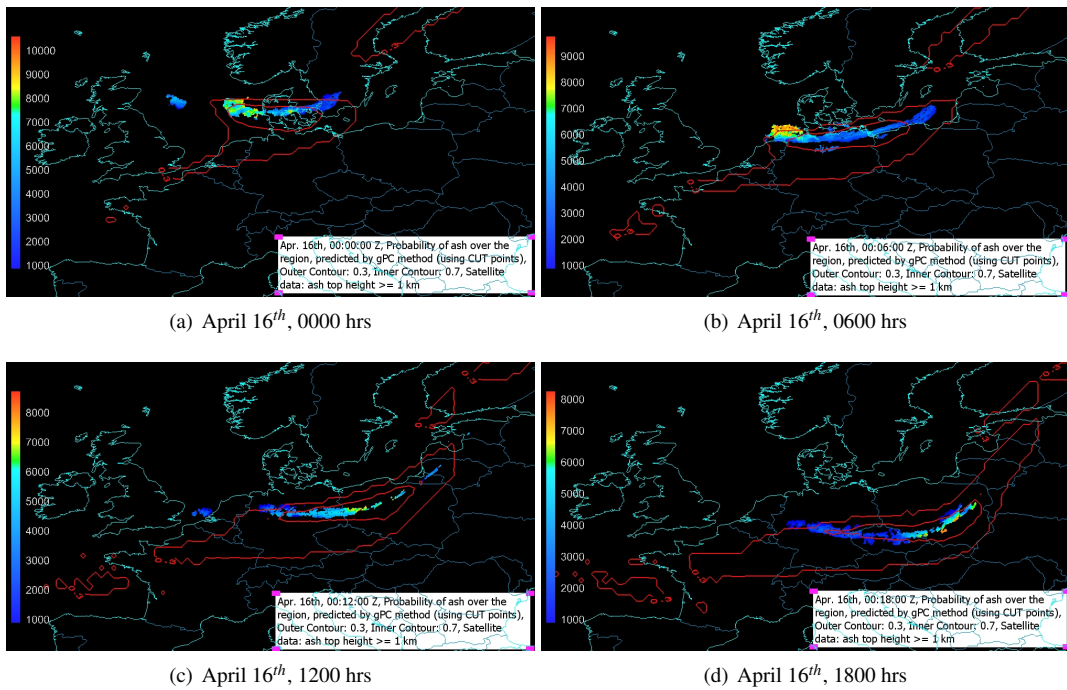 10000
9000
8000
7000
6000
5000
4000
3000
2000
1000
Apr. 16th, 00:00:00 Z, Probability of ash over the
region, predicted by gPC method (using CUT points),
Outer Contour: 0.3, Inner Contour: 0.7, Satellite
data: ash top height >= 1 km
(a) April 16th, 0000 hrs
9000
8000
7000
6000
5000
4000
3000
2000
1000
Apr. 16th, 00:06:00 Z, Probability of ash over the
region, predicted by gPC method (using CUT points),
Outer Contour: 0.3, Inner Contour: 0.7, Satellite
data: ash top height >= 1 km
(b) April 16th, 0600 hrs
8000
7000
6000
5000
4000
3000
2000
1000
Apr. 16th, 00:12:00 Z, Probability of ash over the
region, predicted by gPC method (using CUT points),
Outer Contour: 0.3, Inner Contour: 0.7, Satellite
data: ash top height >= 1 km
(c) April 16th, 1200 hrs
8000
7000
6000
5000
4000
3000
2000
1000
Apr. 16th, 00:18:00 Z, Probability of ash over the
region, predicted by gPC method (using CUT points),
Outer Contour: 0.3, Inner Contour: 0.7, Satellite
data: ash top height >= 1 km
(d) April 16th, 1800 hrs